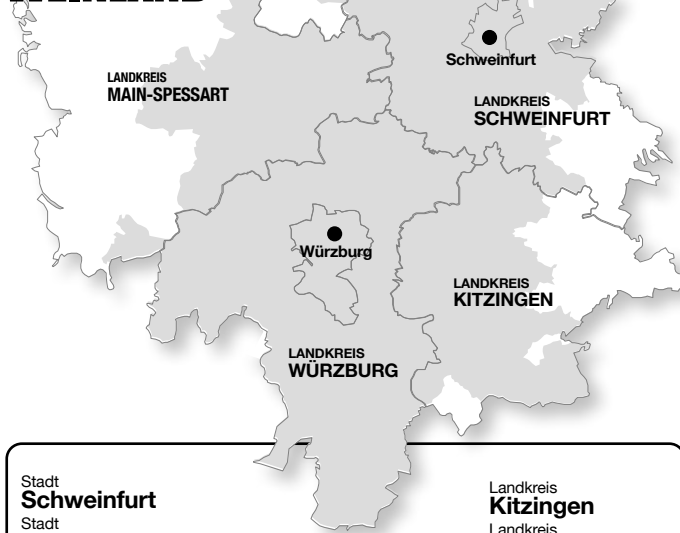 Schweinfurt
LANDKREIS
MAIN-SPESSART
LANDKREIS
SCHWEINFURT
Würzburg
LANDKREIS
KITZINGEN
LANDKREIS
WÜRZBURG
Stadt
Schweinfurt
Stadt
Landkreis
Kitzingen
Landkreis